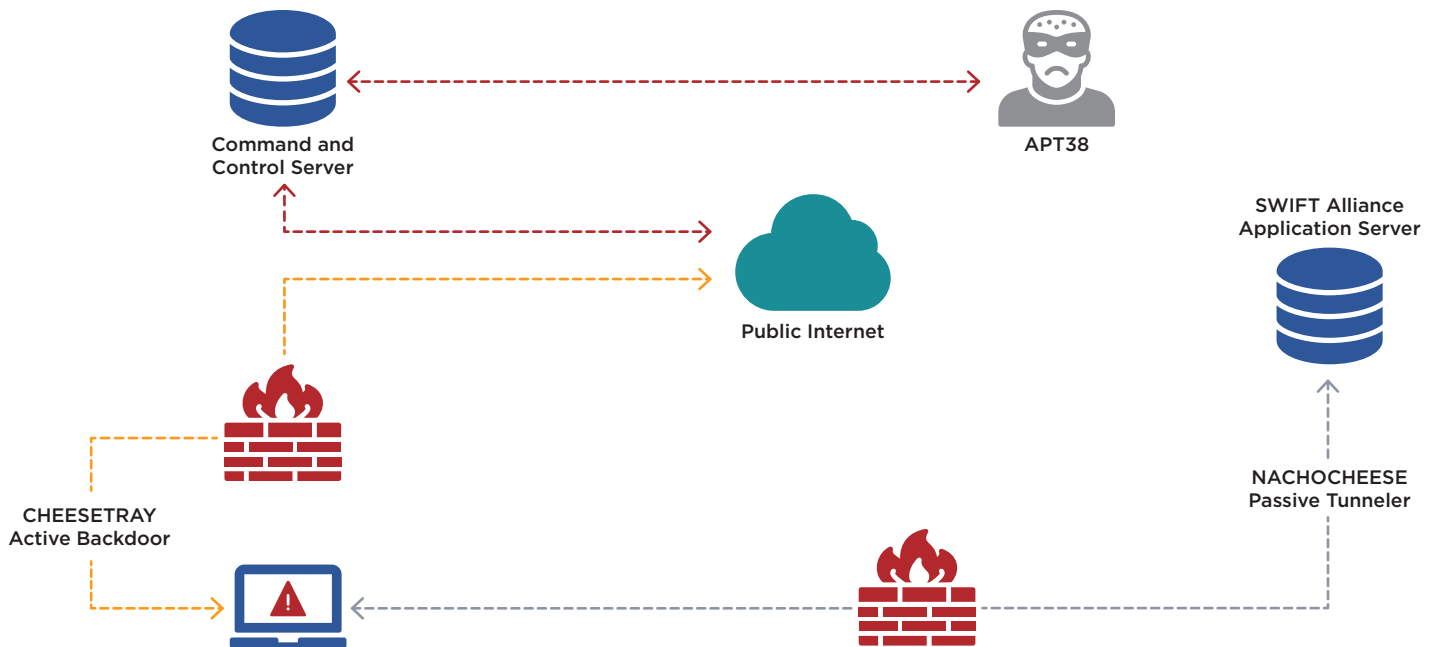 Command and
Control Server
APT38
SWIFT Alliance
Application Server
Public Internet
NACHOCHEESE
Passive Tunneler
CHEESETRAY
Active Backdoor
!